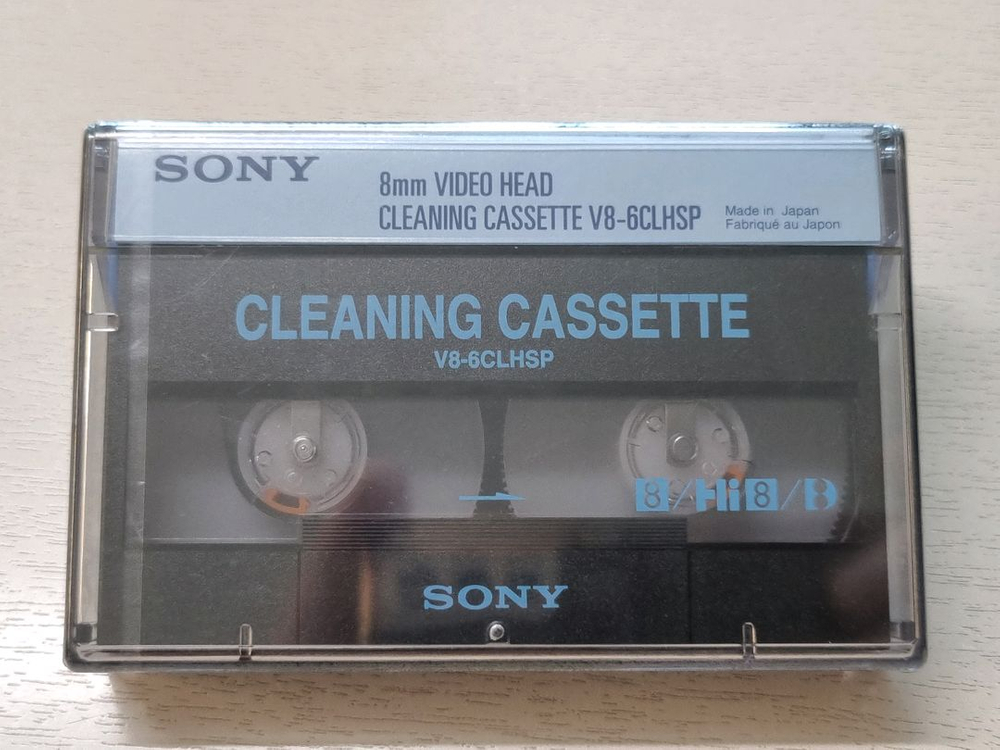 SONY
8mm VIDEO HEAD
CLEANING CASSETTE V8-6CLHSP
Made in Japan
Fabriqué au Japon
CLEANING CASSETTE
V8-6CLHSP
8/Hi8/D
SONY